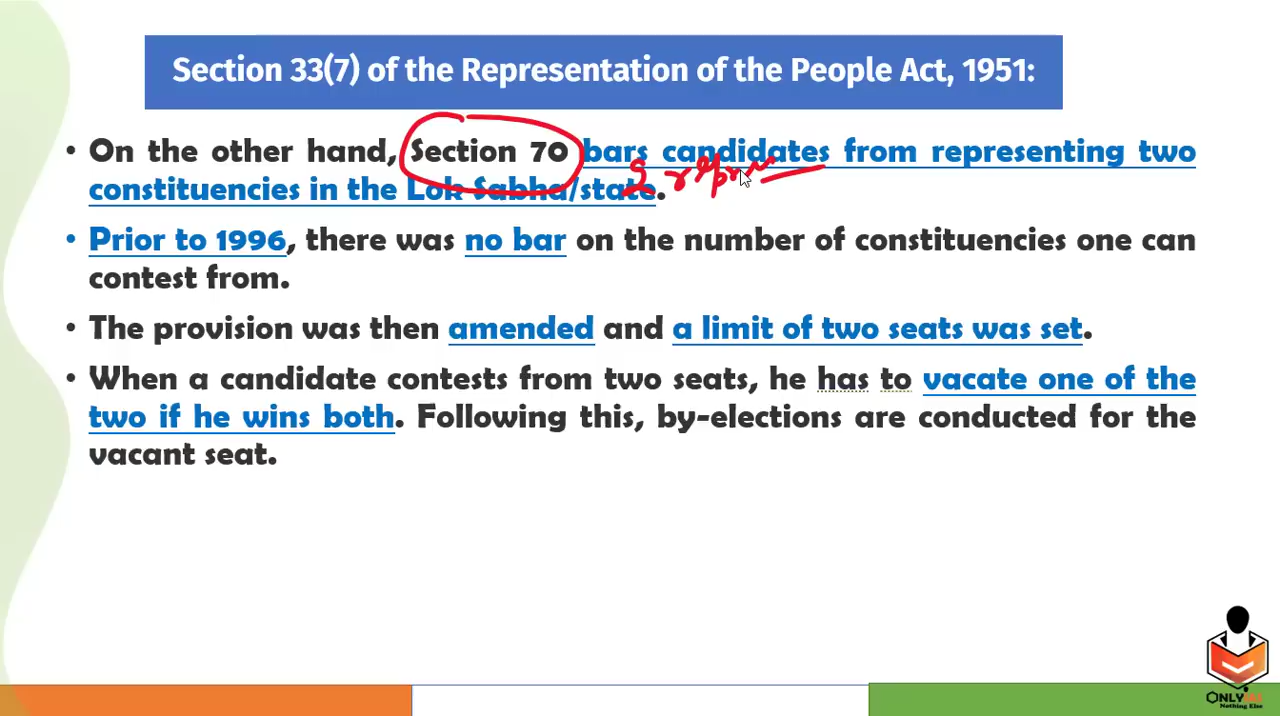 Section 33(7) of the Representation of the People Act, 1951:
• On the other hand, Section 70 bars candidates from representing two
constituencies in the Lok Sabha/state.
2 repr
• Prior to 1996, there was no bar on the number of constituencies one can
contest from.
• The provision was then amended and a limit of two seats was set.
• When a candidate contests from two seats, he has to vacate one of the
two if he wins both. Following this, by-elections are conducted for the
vacant seat.
ONLYIAS
Nothing Else